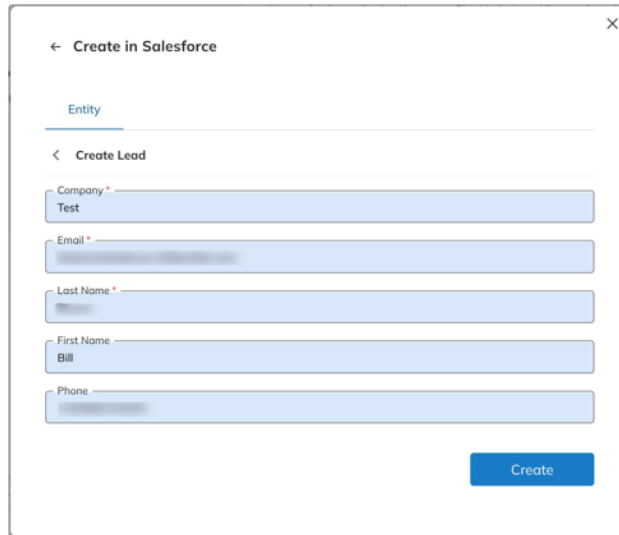 ← Create in Salesforce
Entity
Create Lead
Company *
Test
Email *
Last Name *
First Name
Bill
Phone
Create